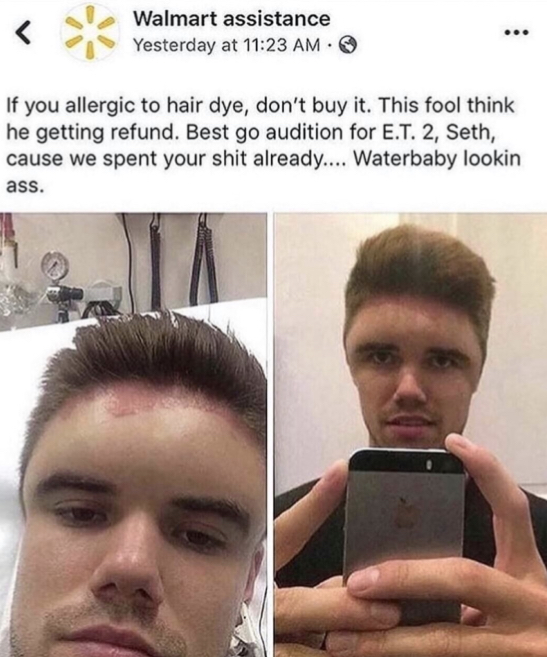 Walmart assistance
Yesterday at 11:23 AM ·
If you allergic to hair dye, don't buy it. This fool think
he getting refund. Best go audition for E.T. 2, Seth,
cause we spent your shit already.... Waterbaby lookin
ass.